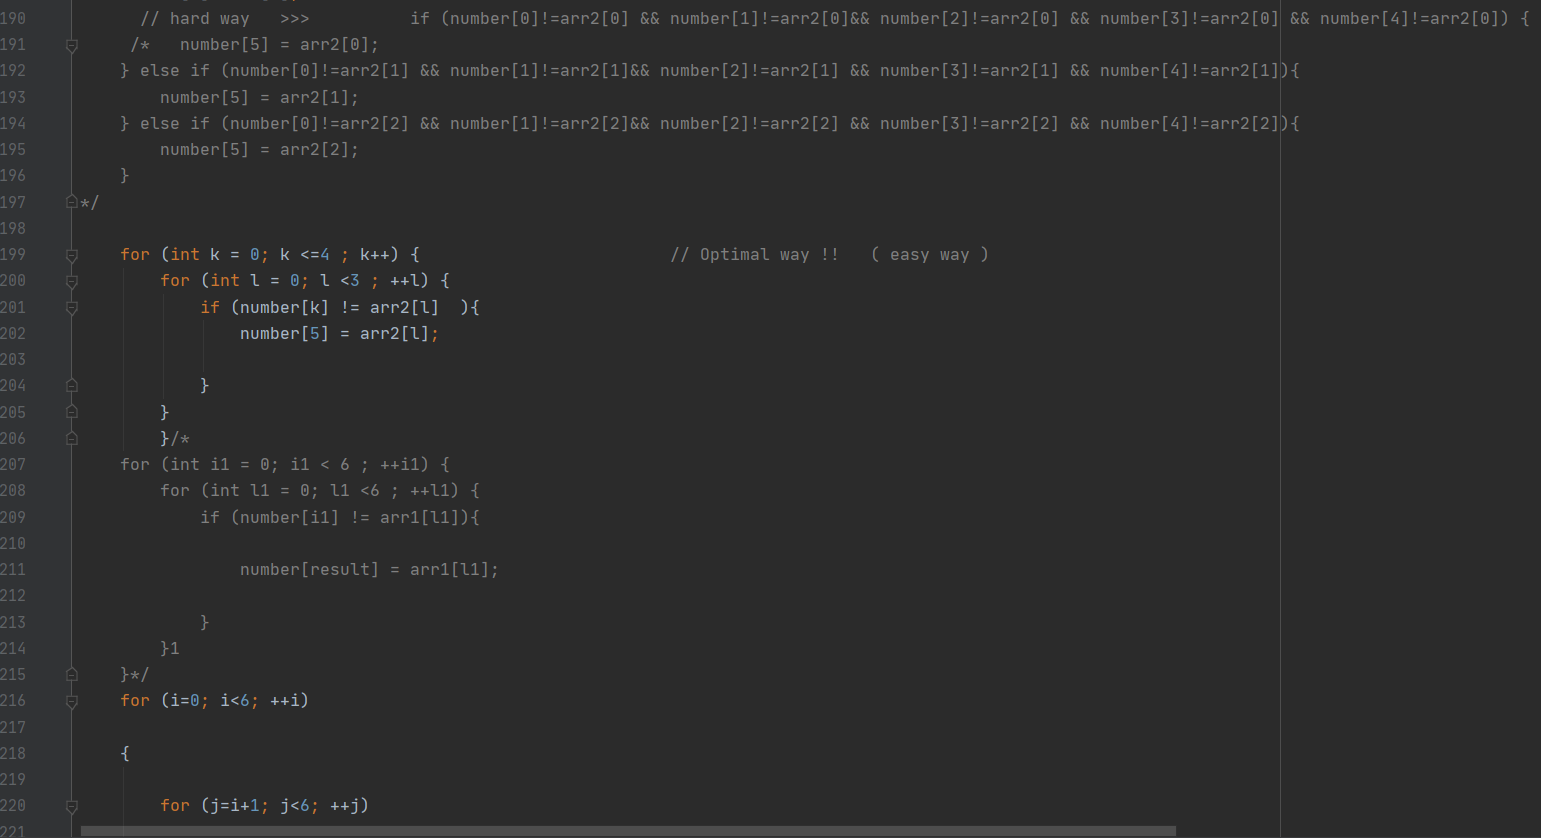 190 // hard way >>> if (number[0]!=arr2[0] && number[1]!=arr2[0]&& number[2]!=arr2[0] && number[3]!=arr2[0] && number[4]!=arr2[0]) {
191 /* number[5] = arr2[0];
192 } else if (number[0]!=arr2[1] && number[1]!=arr2[1]&& number[2]!=arr2[1] && number[3]!=arr2[1] && number[4]!=arr2[1]){
193 number[5] = arr2[1];
194 } else if (number[0]!=arr2[2] && number[1]!=arr2[2]&& number[2]!=arr2[2] && number[3]!=arr2[2] && number[4]!=arr2[2]){
195 number[5] = arr2[2];
196 }
197 */
198
199 for (int k = 0; k <=4 ; k++) { // Optimal way !! ( easy way )
200 for (int l = 0; l <3 ; ++l) {
201 if (number[k] != arr2[l] ){
202 number[5] = arr2[l];
203
204 }
205 }
206 }/*
207 for (int i1 = 0; i1 < 6 ; ++i1) {
208 for (int l1 = 0; l1 <6 ; ++l1) {
209 if (number[i1] != arr1[l1]){
210
211 number[result] = arr1[l1];
212
213 }
214 }1
215 }*/
216 for (i=0; i<6; ++i)
217
218 {
219
220 for (j=i+1; j<6; ++j)
221